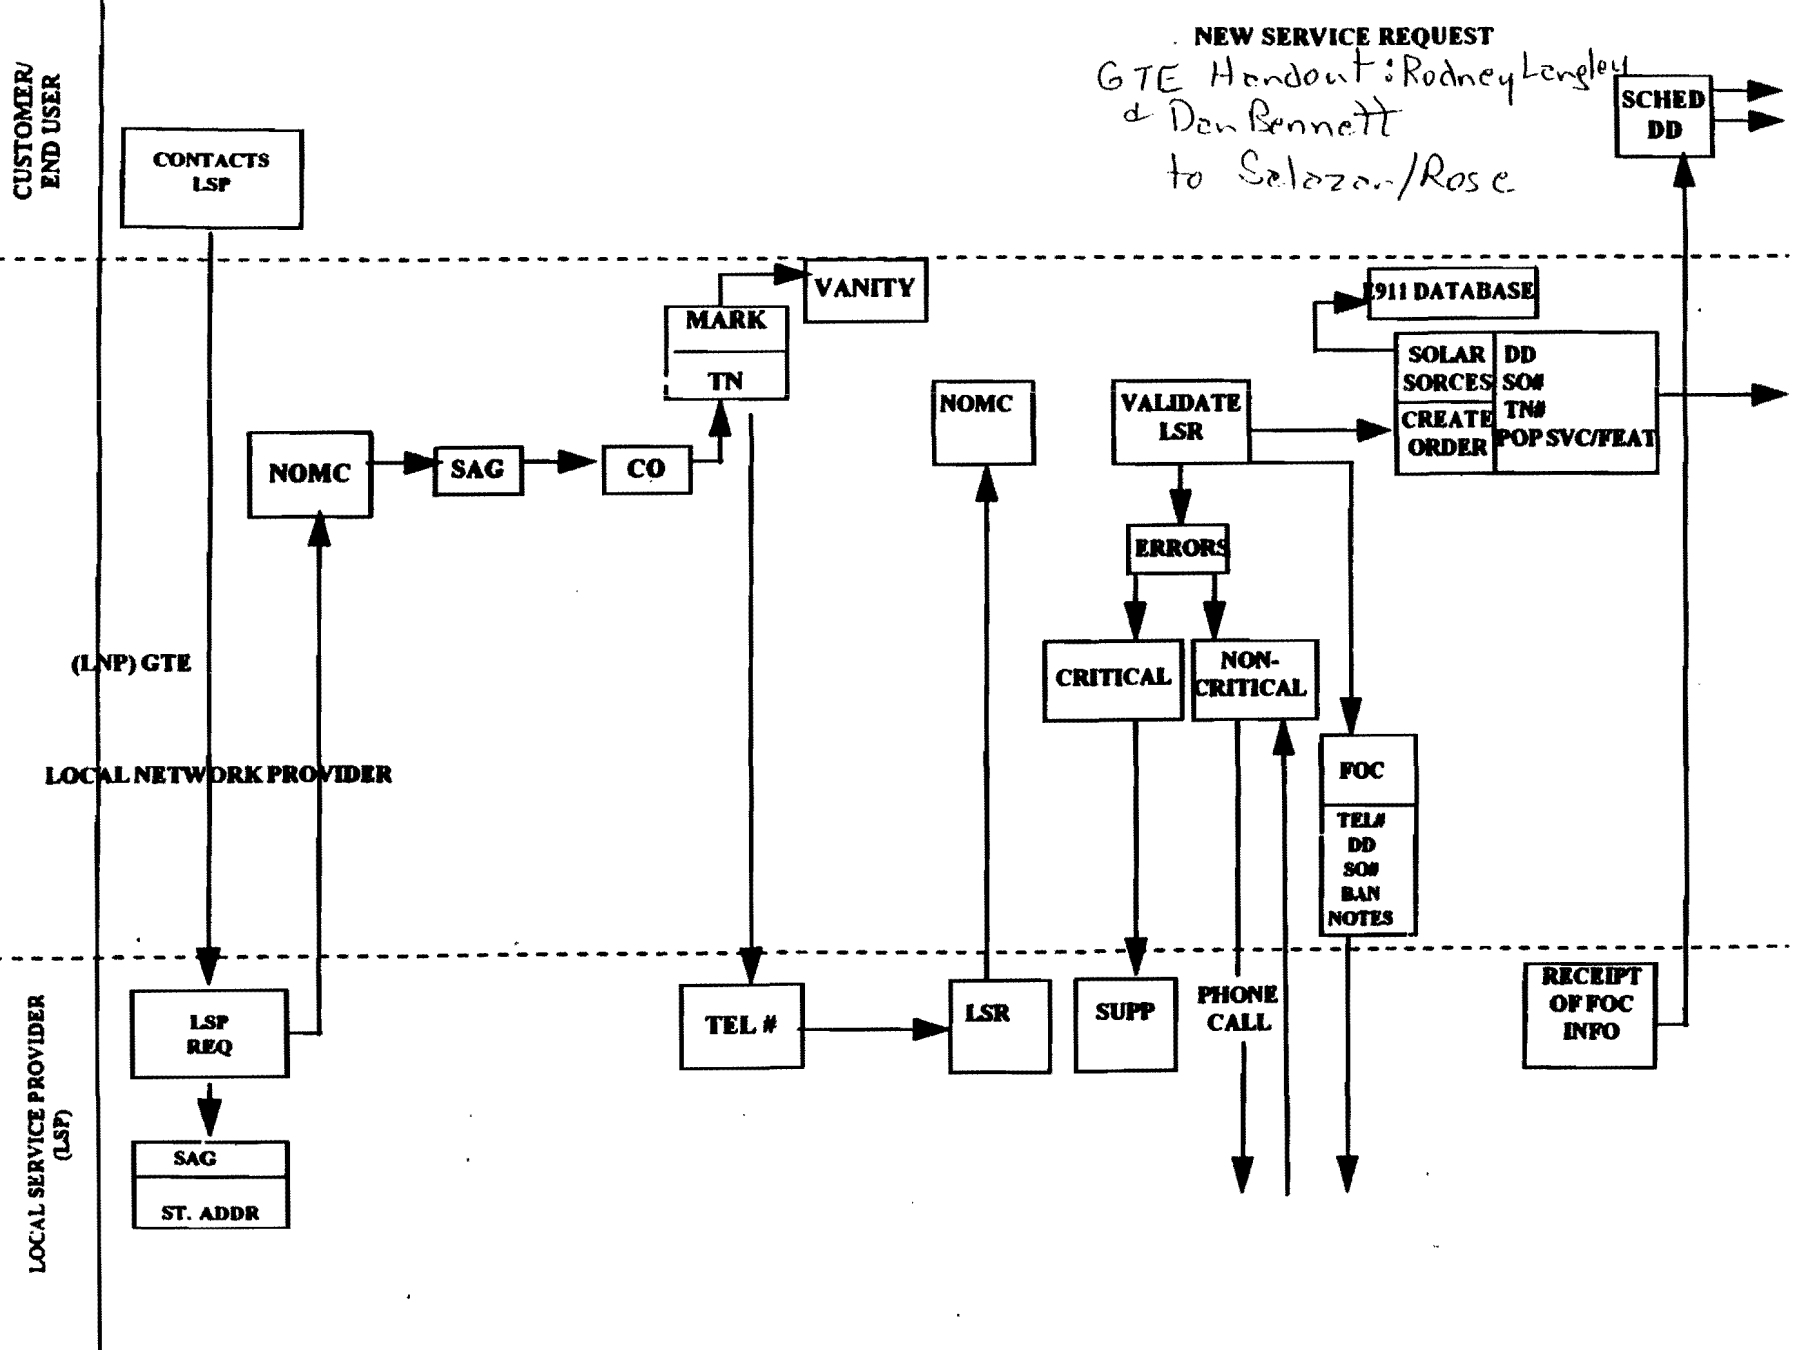 NEW SERVICE REQUEST
GTE Handout: Rodney Langley
& Dan Bennett
to Salazar/Rose
CUSTOMER/
END USER
CONTACTS
LSP
SCHED
DD
VANITY
MARK
TN
NOMC
SAG
CO
NOMC
VALIDATE
LSR
E911 DATABASE
SOLAR
SORCES
CREATE
ORDER
DD
SO#
TN#
POP SVC/FEAT
ERRORS
CRITICAL
NON-
CRITICAL
(LNP) GTE
LOCAL NETWORK PROVIDER
FOC
TEL#
DD
SO#
BAN
NOTES
LOCAL SERVICE PROVIDER
(LSP)
LSP
REQ
SAG
ST. ADDR
TEL #
LSR
SUPP
PHONE
CALL
RECEIPT
OF FOC
INFO